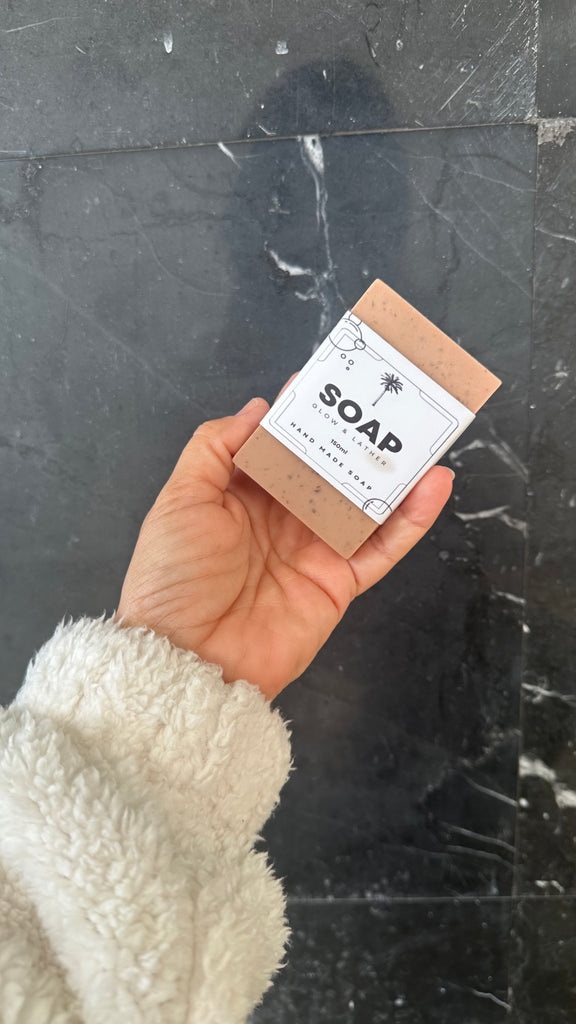 SOAP
GLOW & LATHER
150ml
HAND MADE SOAP